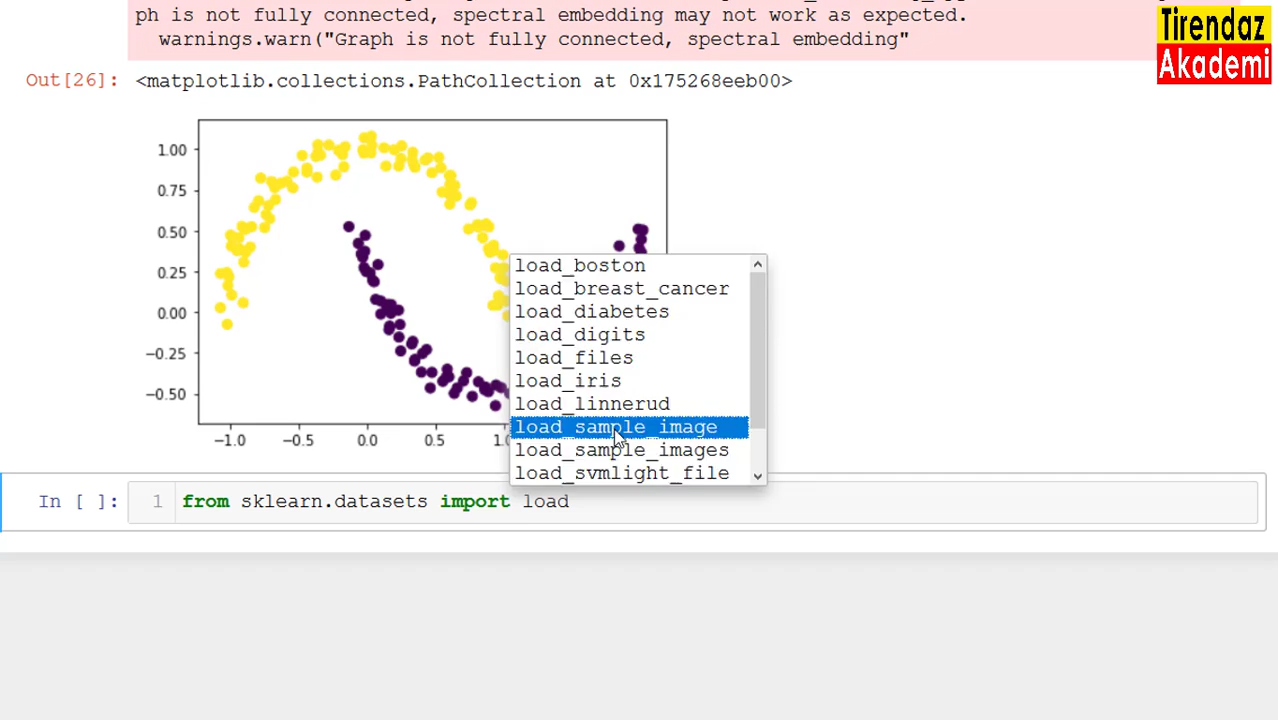 ph is not fully connected, spectral embedding may not work as expected.
warnings.warn("Graph is not fully connected, spectral embedding"
Tirendaz
Akademi
Out[26]: <matplotlib.collections.PathCollection at 0x175268eeb00>
1.00
0.75
0.50
0.25
0.00
−0.25
−0.50
−1.0 −0.5 0.0 0.5
load_boston
load_breast_cancer
load_diabetes
load_digits
load_files
load_iris
load_linnerud
load_sample_image
load_sample_images
load_svmlight_file
In [ ]: 1 from sklearn.datasets import load